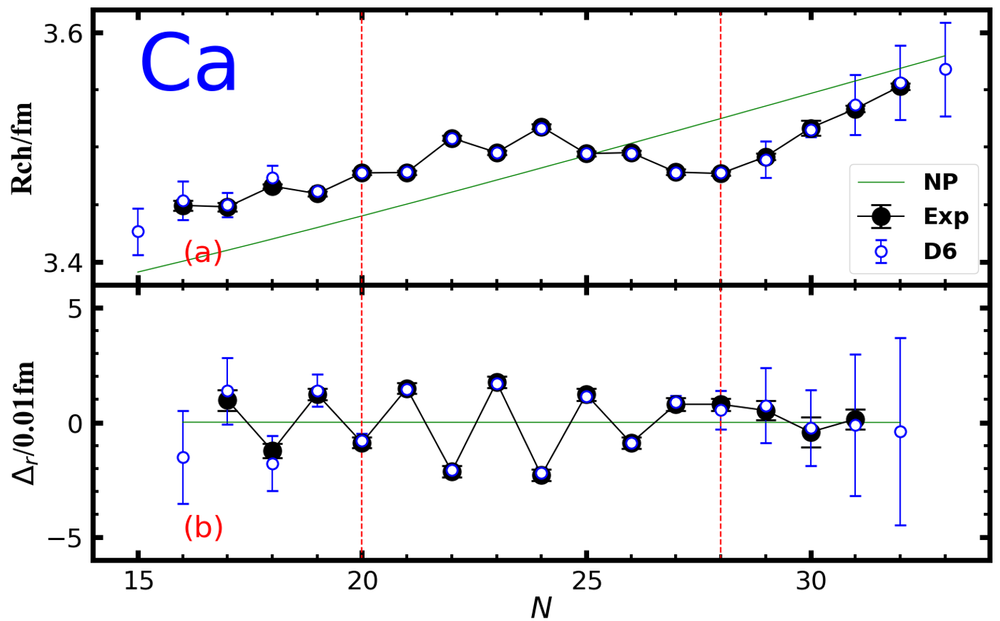 Ca
3.6
3.4
Rch/fm
(a)
NP
Exp
D6
5
0
−5
Δr/0.01fm
(b)
15
20
25
30
N